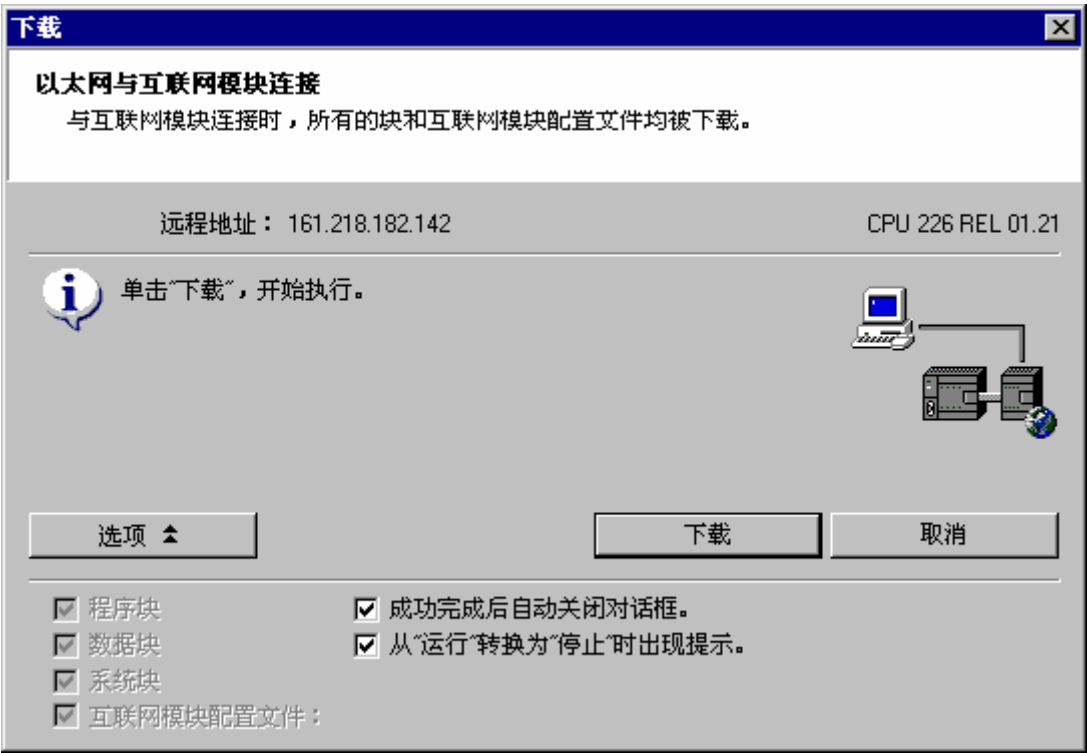 下载
以太网与互联网模块连接
与互联网模块连接时，所有的块和互联网模块配置文件均被下载。
远程地址： 161.218.182.142
CPU 226 REL 01.21
单击"下载"，开始执行。
选项
下载
取消
程序块
成功完成后自动关闭对话框。
数据块
从"运行"转换为"停止"时出现提示。
系统块
互联网模块配置文件：